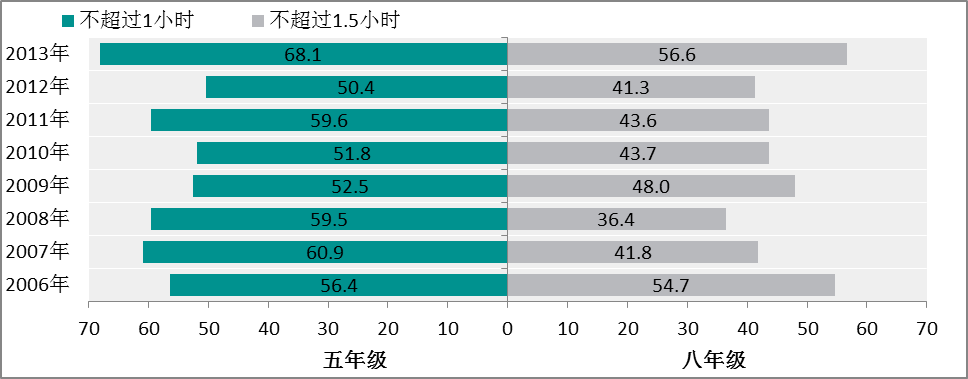 不超过1小时 不超过1.5小时
2013年 68.1 56.6
2012年 50.4 41.3
2011年 59.6 43.6
2010年 51.8 43.7
2009年 52.5 48.0
2008年 59.5 36.4
2007年 60.9 41.8
2006年 56.4 54.7
70 60 50 40 30 20 10 0 10 20 30 40 50 60 70
五年级 八年级